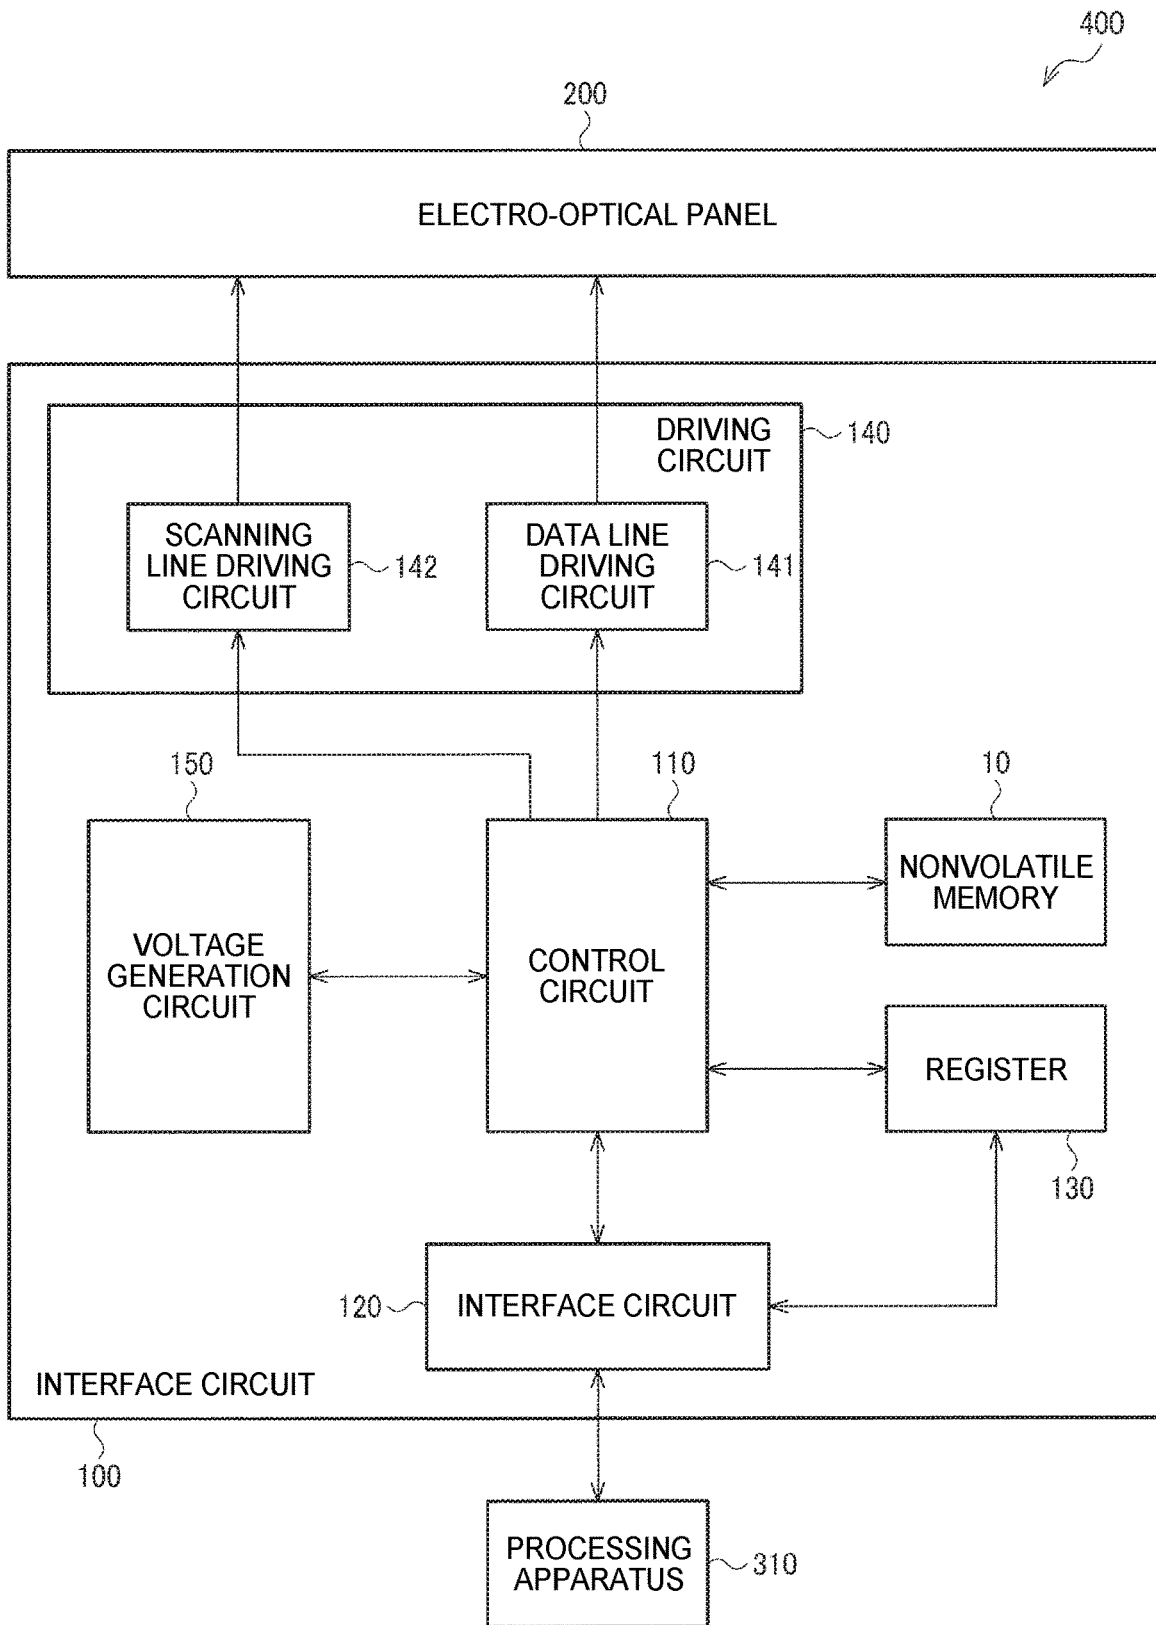 400
200
ELECTRO-OPTICAL PANEL
DRIVING
CIRCUIT
140
SCANNING
LINE DRIVING
CIRCUIT
142
DATA LINE
DRIVING
CIRCUIT
141
150
110
10
VOLTAGE
GENERATION
CIRCUIT
CONTROL
CIRCUIT
NONVOLATILE
MEMORY
REGISTER
130
120
INTERFACE CIRCUIT
INTERFACE CIRCUIT
100
PROCESSING
APPARATUS
310